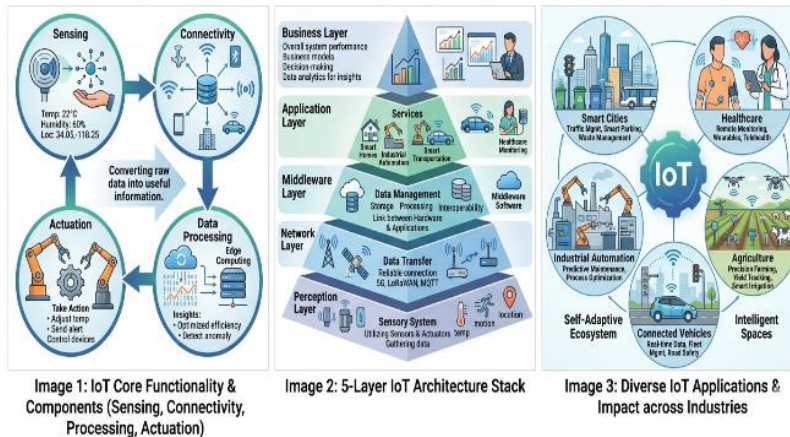 Sensing
Temp: 22°C
Humidity: 60%
Loc: 34.05,-118.25
Connectivity
Converting raw
data into useful
information.
Actuation
Take Action
• Adjust temp
• Send alert
Control devices
Data
Processing
Edge
Computing
Insights:
• Optimized efficiency
• Detect anomaly
Image 1: IoT Core Functionality &
Components (Sensing, Connectivity,
Processing, Actuation)
Business Layer
Overall system performance
Business models
Decision-making
Data analytics for insights
Application
Layer
Services
Smart
Homes
Industrial
Automation
Smart
Transportation
Healthcare
Monitoring
Middleware
Layer
Data Management
Storage Processing Interoperability
Link between Hardware
& Applications
Middleware
Software
Network
Layer
Data Transfer
Reliable connection
5G, LoRaWAN, MQTT
Perception
Layer
Sensory System
Utilizing Sensors & Actuators
Gathering data
temp
motion
location
Image 2: 5-Layer IoT Architecture Stack
Smart Cities
Traffic Mgmt, Smart Parking,
Waste Management
Healthcare
Remote Monitoring,
Wearables, Telehealth
IoT
Industrial Automation
Predictive Maintenance,
Process Optimization
Agriculture
Precision Farming,
Yield Tracking,
Smart Irrigation
Self-Adaptive
Ecosystem
Connected Vehicles
Real-time Data, Fleet
Mgmt, Road Safety
Intelligent
Spaces
Image 3: Diverse IoT Applications &
Impact across Industries